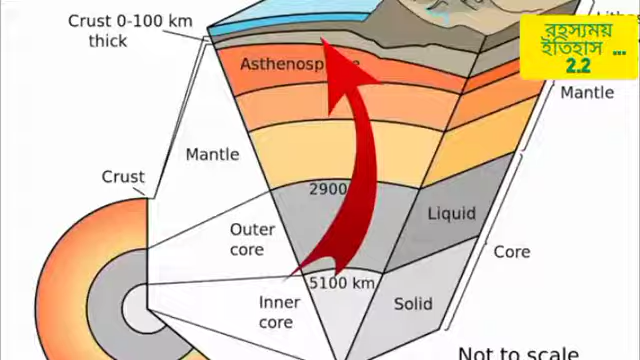 Crust 0-100 km
thick
রহস্যময়
ইতিহাস ...
2.2
Mantle
Mantle
Crust
2900
Outer
core
Liquid
Core
5100 km
Inner
core
Solid
Not to scale